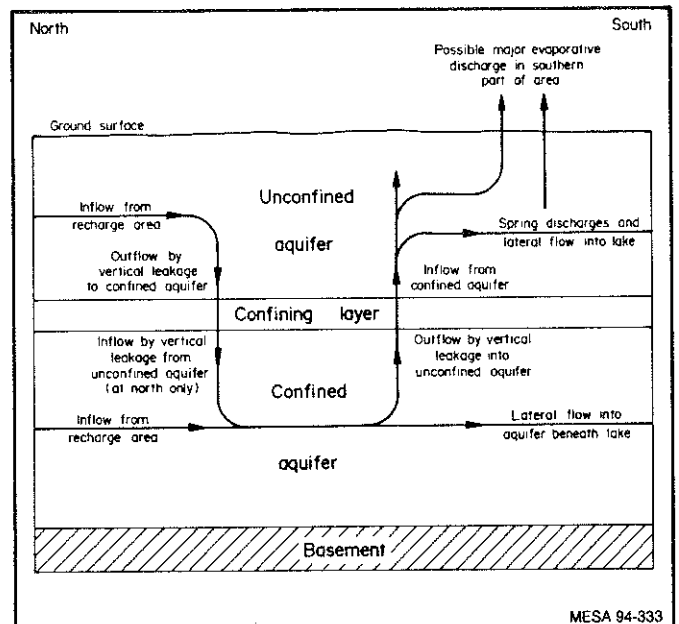 North
South
Possible major evaporative
discharge in southern
part of area
Ground surface
Unconfined
aquifer
Inflow from
recharge area
Spring discharges and
lateral flow into lake
Outflow by
vertical leakage
to confined aquifer
Inflow from
confined aquifer
Confining layer
Inflow by vertical
leakage from
unconfined aquifer
(at north only)
Outflow by vertical
leakage into
unconfined aquifer
Confined
aquifer
Inflow from
recharge area
Lateral flow into
aquifer beneath lake
Basement
MESA 94-333